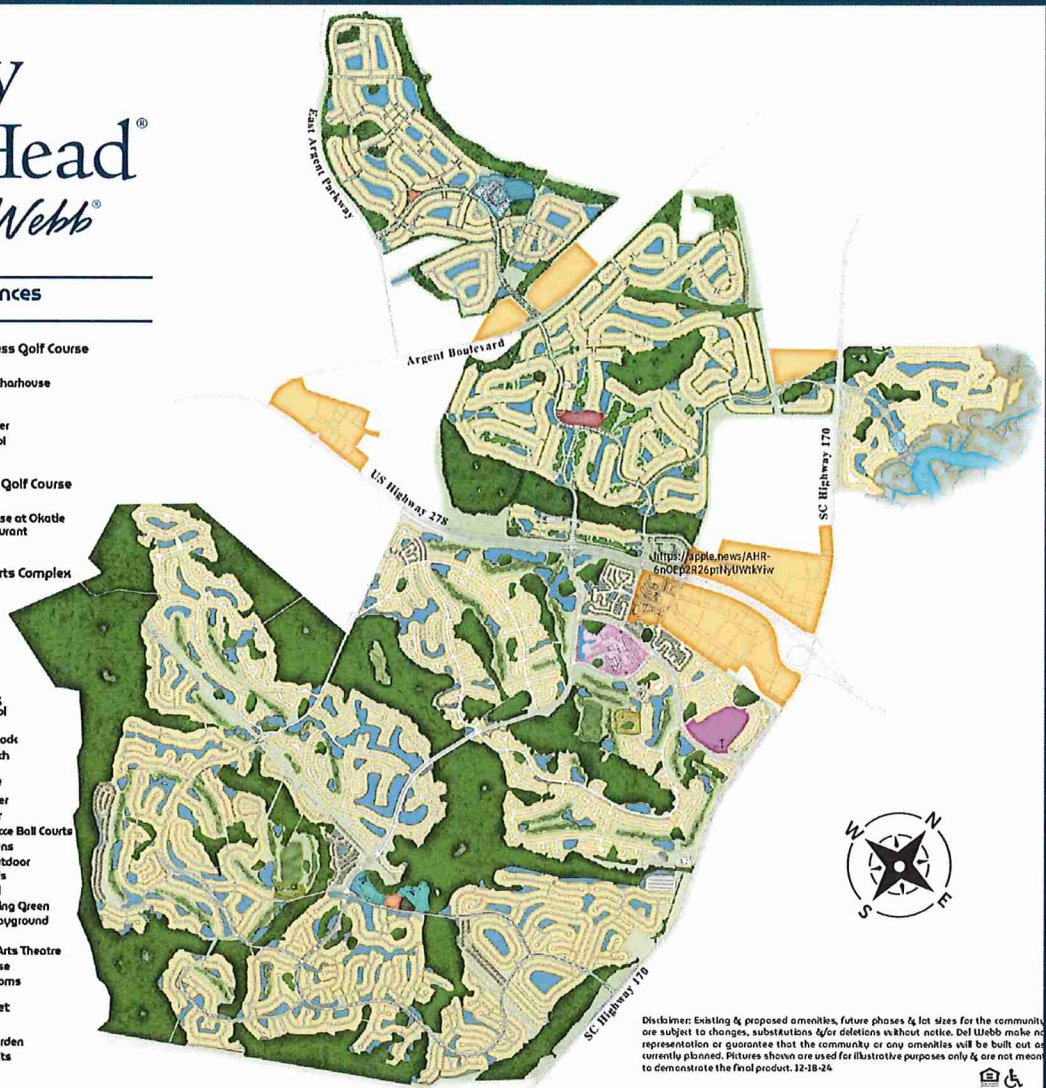 y
Head®
Webb®
nces
ess Golf Course
harhouse
er
ol
Golf Course
se at Okatie
urant
rts Complex
s
ol
ock
ch
er
r
cce Ball Courts
ns
tdoor
l
ing Green
ayground
Arts Theatre
se
oms
et
rden
ts
East Argent Parkway
Argent Boulevard
US Highway 278
SC Highway 170
https://apple.news/AHR-
6nOEp2R26ptNyUWtkYiw
SC Highway 170
W N
S E
Disclaimer: Existing & proposed amenities, future phases & lot sizes for the community
are subject to changes, substitutions &/or deletions without notice. Del Webb make no
representation or guarantee that the community or any amenities will be built out as
currently planned. Pictures shown are used for illustrative purposes only & are not meant
to demonstrate the final product. 12-18-24